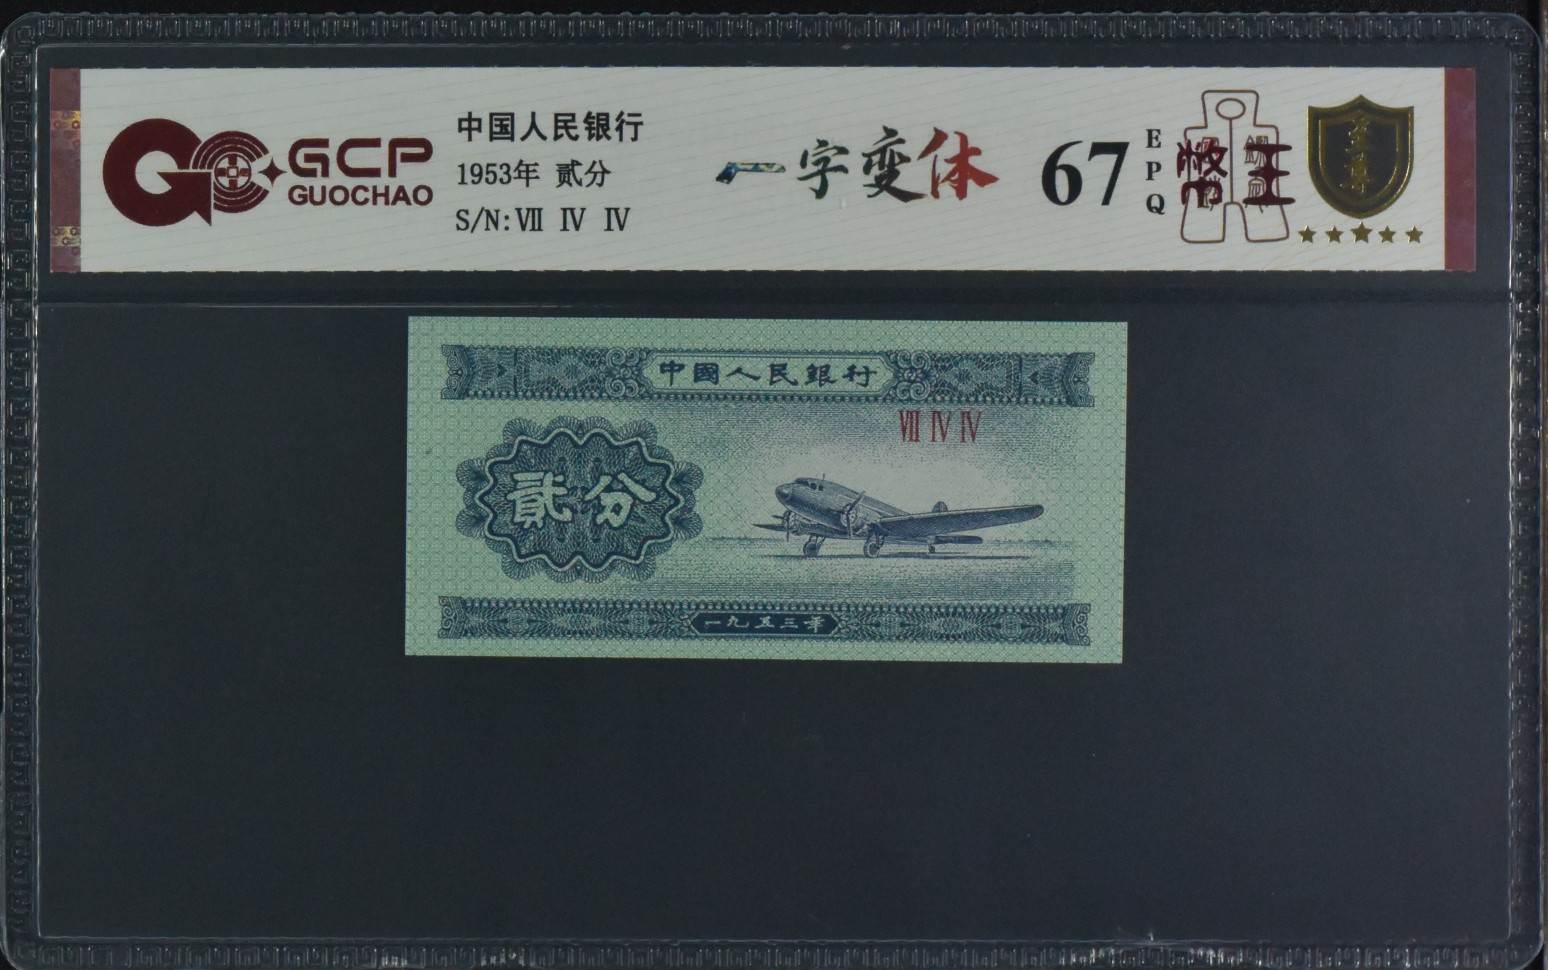 GCP
GUOCHAO
中国人民银行
1953年 贰分
S/N: Ⅶ Ⅳ Ⅳ
一字变体
67
EPQ
至尊
中國人民銀行
Ⅶ Ⅳ Ⅳ
貳分
一九五三年